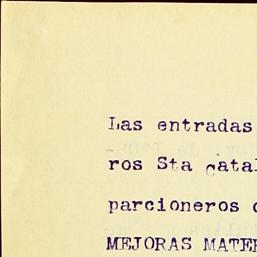 Las entradas
ros Sta Catal
parcioneros
MEJORAS MATE